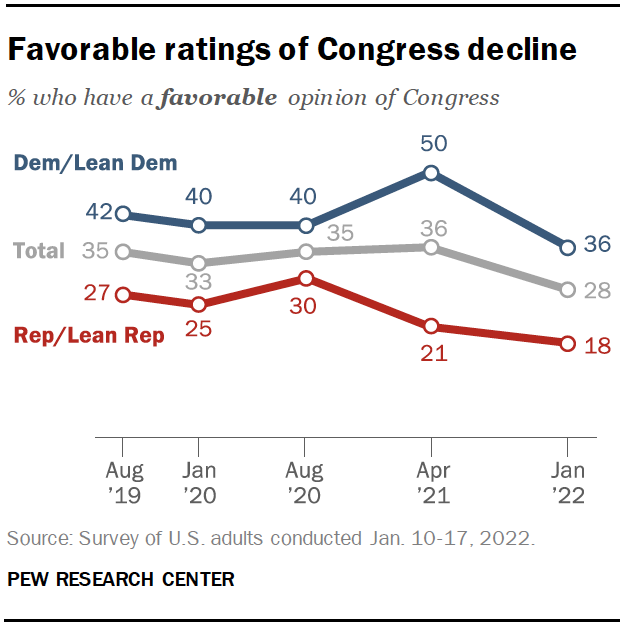 Favorable ratings of Congress decline
% who have a favorable opinion of Congress
Dem/Lean Dem
42
40
40
50
36
Total
35
33
35
36
28
27
25
30
21
18
Rep/Lean Rep
Aug '19
Jan '20
Aug '20
Apr '21
Jan '22
Source: Survey of U.S. adults conducted Jan. 10-17, 2022.
PEW RESEARCH CENTER